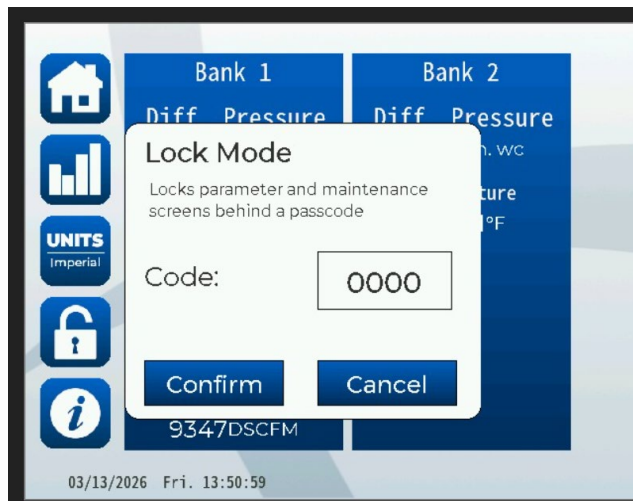 Bank 1
Bank 2
Diff Pressure
Diff Pressure
Lock Mode
Locks parameter and maintenance
screens behind a passcode
Code:
0000
Confirm
Cancel
wc
°F
UNITS
Imperial
i
9347DSCFM
03/13/2026 Fri. 13:50:59